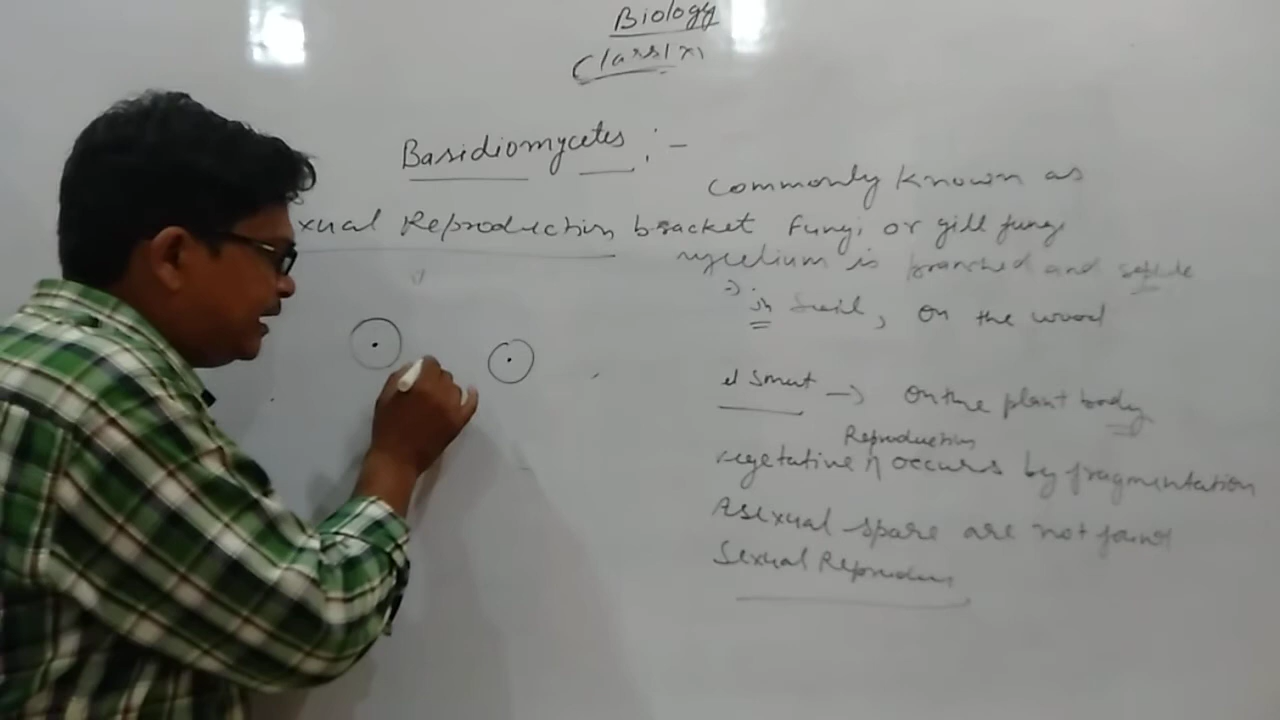 Biology
Class XI
Basidiomycetes :-
xual Reproduction
commonly known as
bracket fungi or gill fungi
mycelium is branched and septate
in soil, on the wood
Smut → on the plant body
Reproduction
vegetative occurs by fragmentation
Asexual spore are not found
Sexual Reproduction